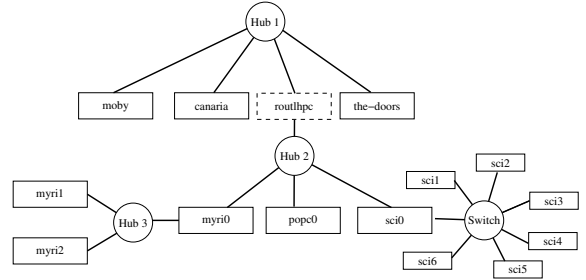 Hub 1
moby
canaria
routlhpc
the−doors
Hub 2
sci2
sci1
myri1
sci3
Hub 3
myri0
popc0
sci0
Switch
sci4
myri2
sci6
sci5